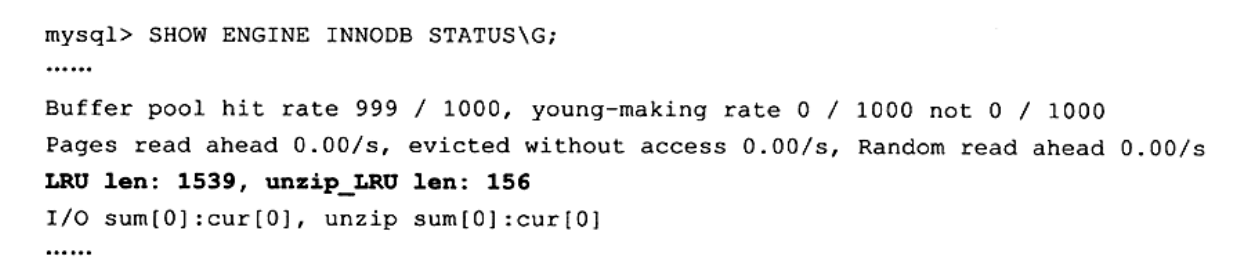 mysql> SHOW ENGINE INNODB STATUS\G;
……
Buffer pool hit rate 999 / 1000, young-making rate 0 / 1000 not 0 / 1000
Pages read ahead 0.00/s, evicted without access 0.00/s, Random read ahead 0.00/s
LRU len: 1539, unzip_LRU len: 156
I/O sum[0]:cur[0], unzip sum[0]:cur[0]
……